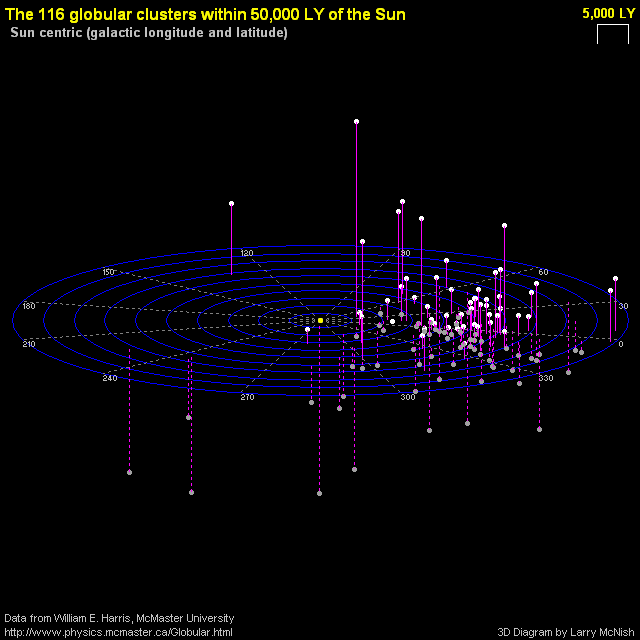 The 116 globular clusters within 50,000 LY of the Sun
5,000 LY
Sun centric (galactic longitude and latitude)
120
90
150
60
180
30
210
0
240
330
270
300
Data from William E. Harris, McMaster University
http://www.physics.mcmaster.ca/Globular.html
3D Diagram by Larry McNish